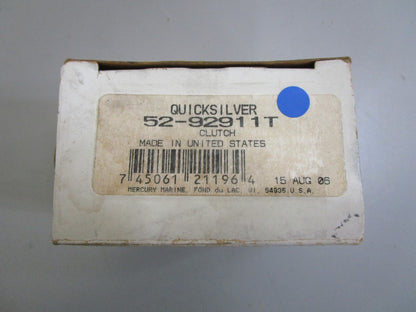 QUICKSILVER
52-92911T
CLUTCH
MADE IN UNITED STATES
7 45061 21196 4 15 AUG 06
MERCURY MARINE, FOND du LAC, WI. 54935 U.S.A.